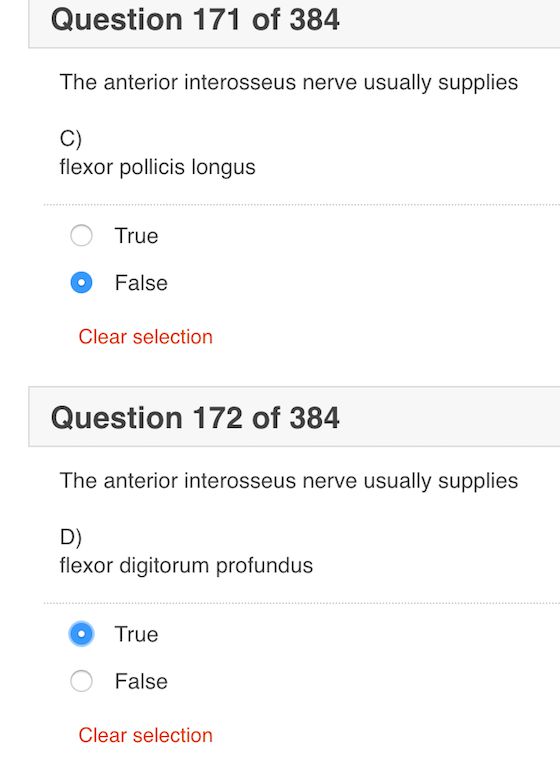 Question 171 of 384
The anterior interosseus nerve usually supplies
C)
flexor pollicis longus
True
False
Clear selection
Question 172 of 384
The anterior interosseus nerve usually supplies
D)
flexor digitorum profundus
True
False
Clear selection